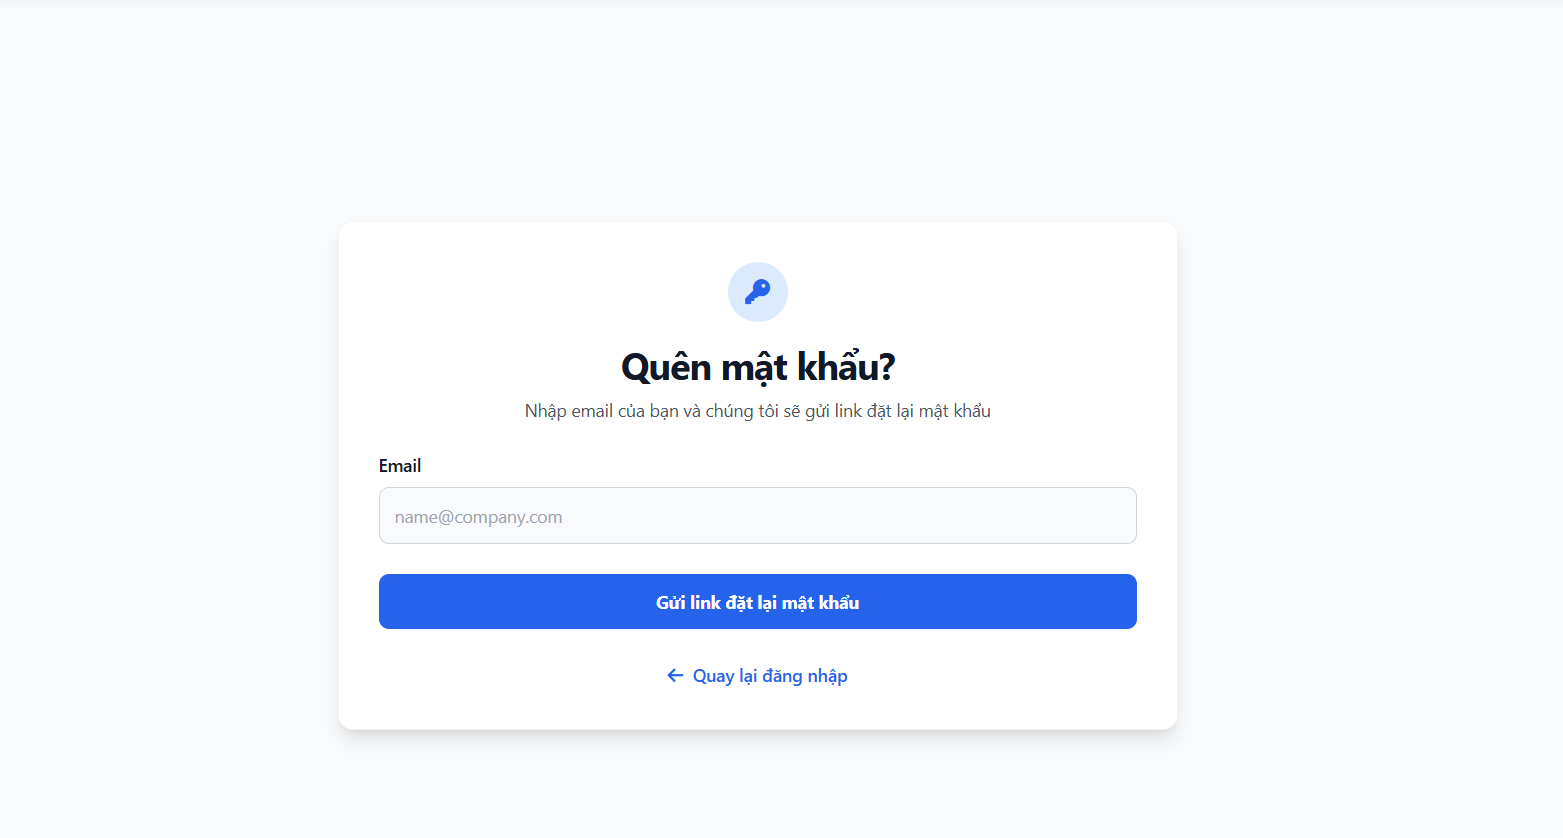 Quên mật khẩu?
Nhập email của bạn và chúng tôi sẽ gửi link đặt lại mật khẩu
Email
name@company.com
Gửi link đặt lại mật khẩu
Quay lại đăng nhập